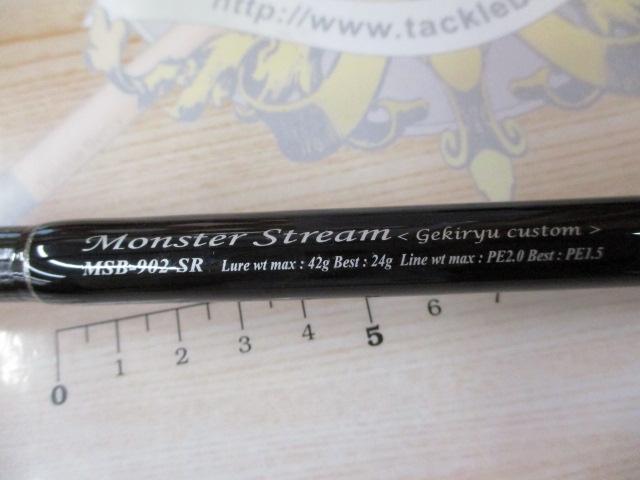 http://www.tackleb
Monster Stream < Gekiryu custom >
MSB-902-SR Lure wt max : 42g Best : 24g Line wt max : PE2.0 Best : PE1.5
0 1 2 3 4 5 6 7